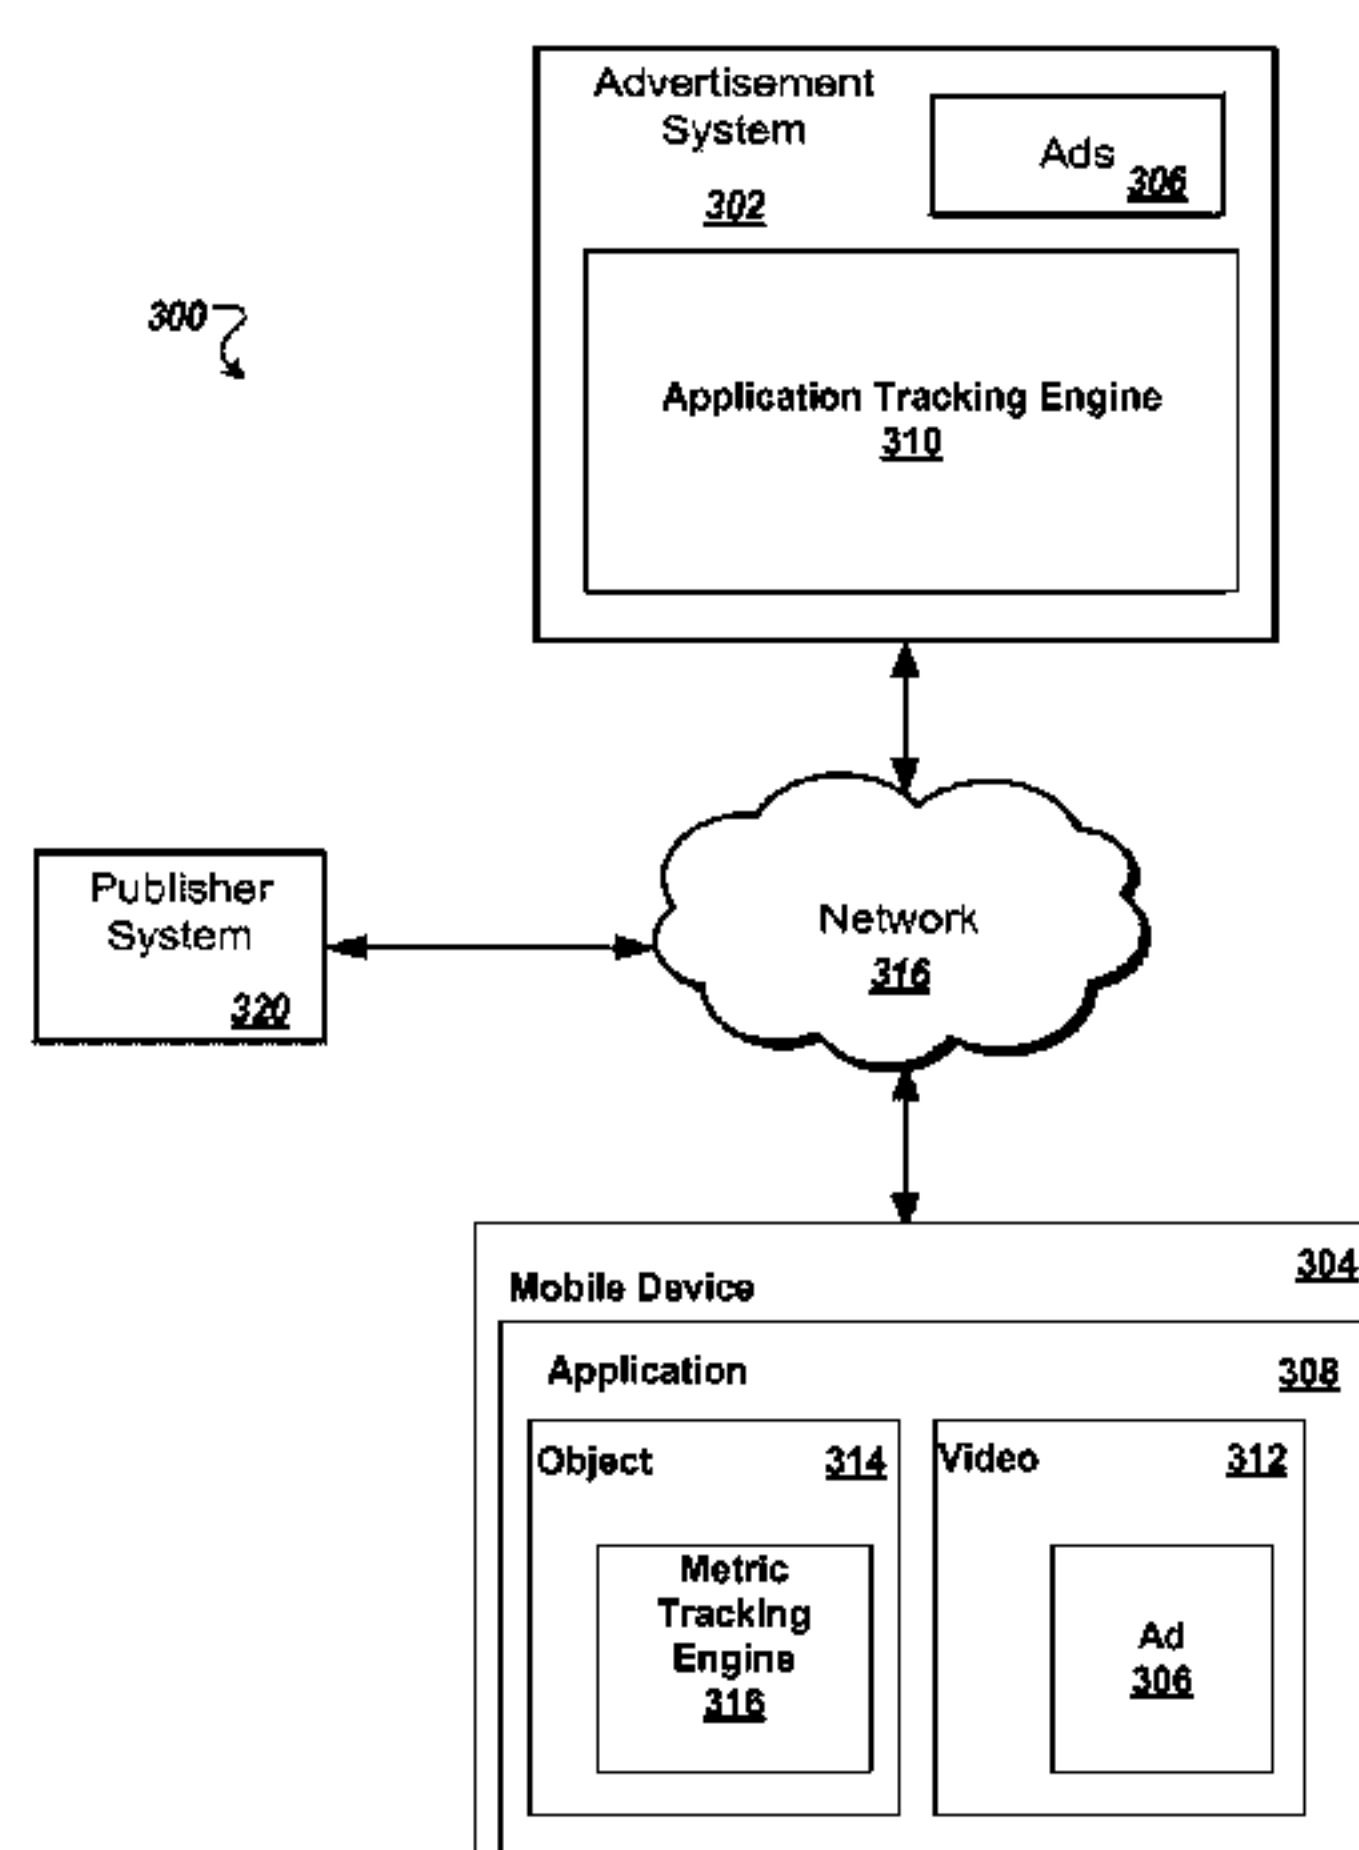 Advertisement
System
302
Ads
306
300
Application Tracking Engine
310
Publisher
System
320
Network
316
Mobile Device
304
Application
308
Object
314
Metric
Tracking
Engine
316
Video
312
Ad
306